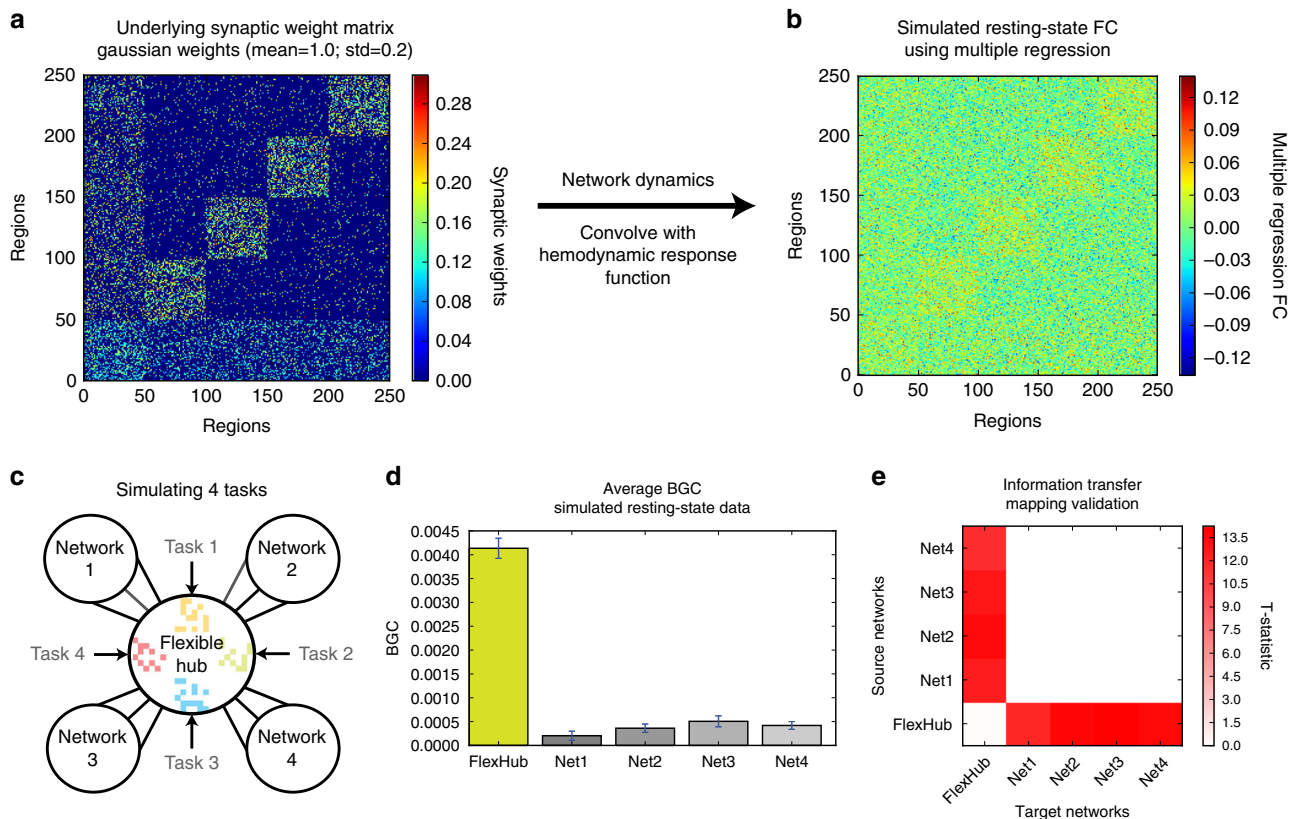 a
Underlying synaptic weight matrix
gaussian weights (mean=1.0; std=0.2)
250
200
150
100
50
0
Regions
0 50 100 150 200 250
Regions
0.28
0.24
0.20
0.16
0.12
0.08
0.04
0.00
Synaptic weights
Network dynamics
Convolve with
hemodynamic response
function
b
Simulated resting-state FC
using multiple regression
250
200
150
100
50
0
Regions
0 50 100 150 200 250
Regions
0.12
0.09
0.06
0.03
0.00
−0.03
−0.06
−0.09
−0.12
Multiple regression FC
c
Simulating 4 tasks
Network
1
Task 1
Network
2
Task 4
Flexible
hub
Task 2
Network
3
Task 3
Network
4
d
Average BGC
simulated resting-state data
0.0045
0.0040
0.0035
0.0030
0.0025
0.0020
0.0015
0.0010
0.0005
0.0000
BGC
FlexHub Net1 Net2 Net3 Net4
e
Information transfer
mapping validation
Source networks
Net4
Net3
Net2
Net1
FlexHub
FlexHub Net1 Net2 Net3 Net4
Target networks
13.5
12.0
10.5
9.0
7.5
6.0
4.5
3.0
1.5
0.0
T-statistic